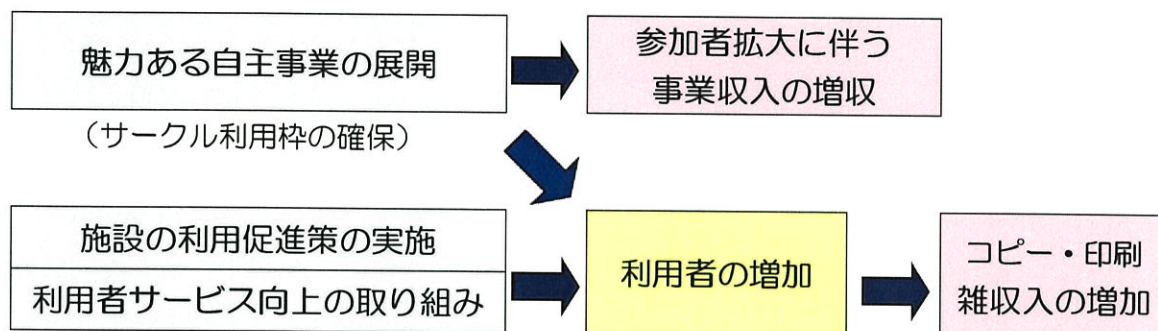 魅力ある自主事業の展開
参加者拡大に伴う
事業収入の増収
（サークル利用枠の確保）
施設の利用促進策の実施
利用者サービス向上の取り組み
利用者の増加
コピー・印刷
雑収入の増加